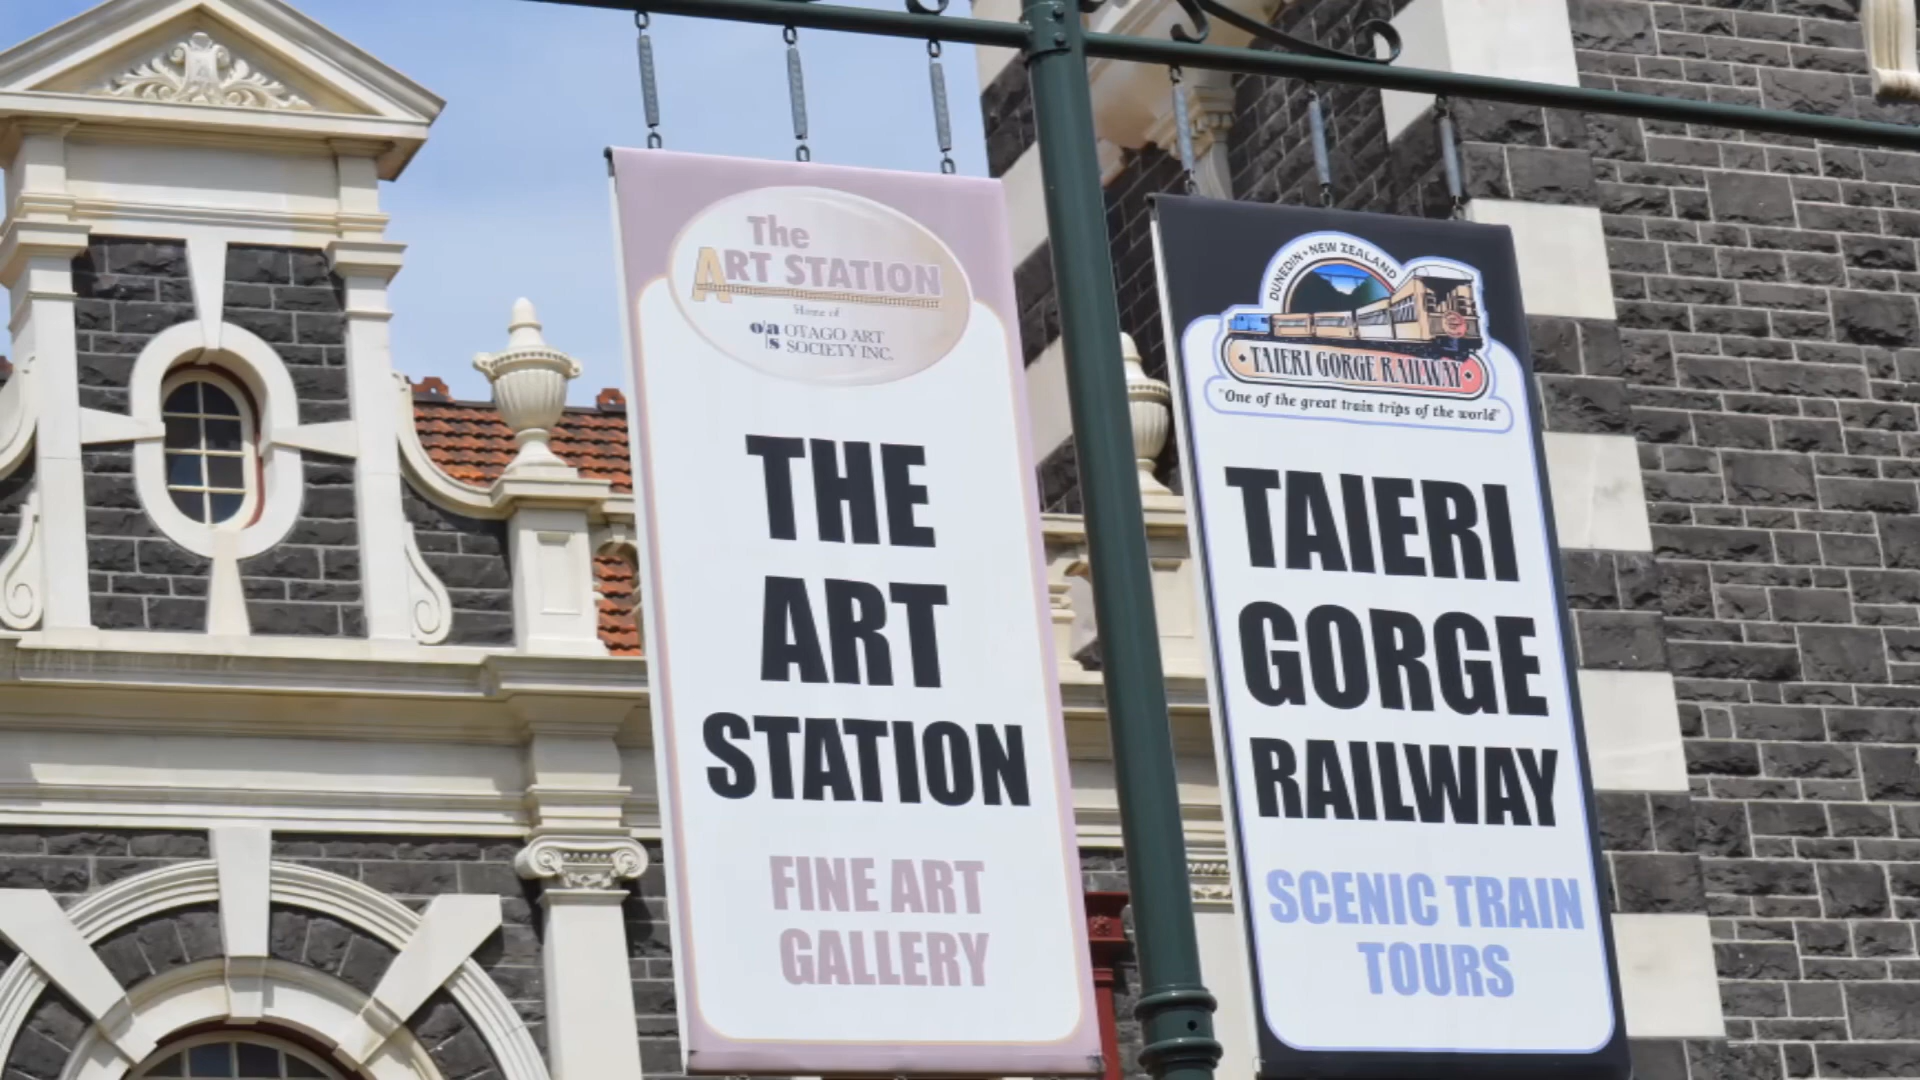 The
ART STATION
Home of
oas OTAGO ART
SOCIETY INC.
THE
ART
STATION
FINE ART
GALLERY
DUNEDIN • NEW ZEALAND
TAIERI GORGE RAILWAY
"One of the great train trips of the world"
TAIERI
GORGE
RAILWAY
SCENIC TRAIN
TOURS